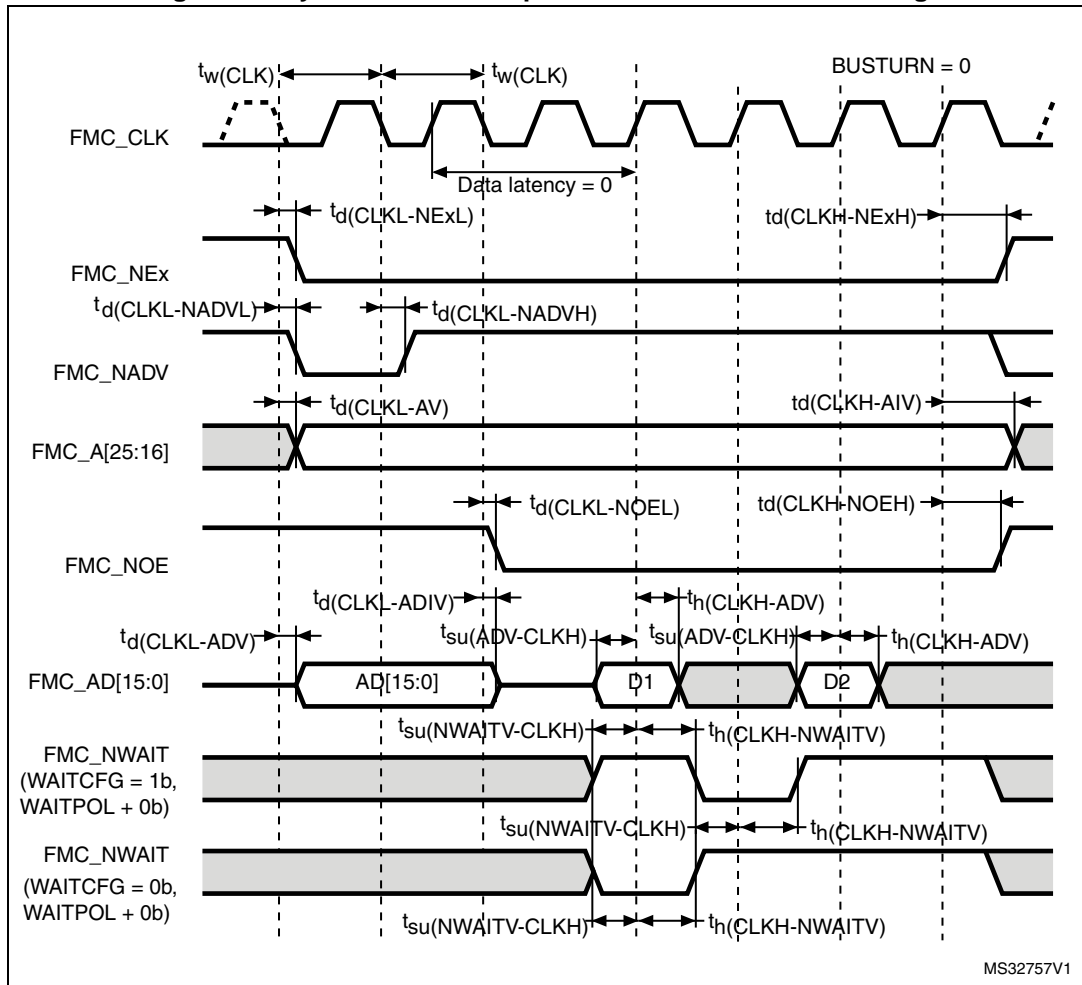 tw(CLK) tw(CLK) BUSTURN = 0
FMC_CLK
Data latency = 0
td(CLKL-NExL) td(CLKH-NExH)
FMC_NEx
td(CLKL-NADVL) td(CLKL-NADVH)
FMC_NADV
td(CLKL-AV) td(CLKH-AIV)
FMC_A[25:16]
td(CLKL-NOEL) td(CLKH-NOEH)
FMC_NOE
td(CLKL-ADIV) th(CLKH-ADV)
td(CLKL-ADV) tsu(ADV-CLKH) tsu(ADV-CLKH) th(CLKH-ADV)
FMC_AD[15:0] AD[15:0] D1 D2
tsu(NWAITV-CLKH) th(CLKH-NWAITV)
FMC_NWAIT
(WAITCFG = 1b,
WAITPOL + 0b)
tsu(NWAITV-CLKH) th(CLKH-NWAITV)
FMC_NWAIT
(WAITCFG = 0b,
WAITPOL + 0b)
tsu(NWAITV-CLKH) th(CLKH-NWAITV)
MS32757V1